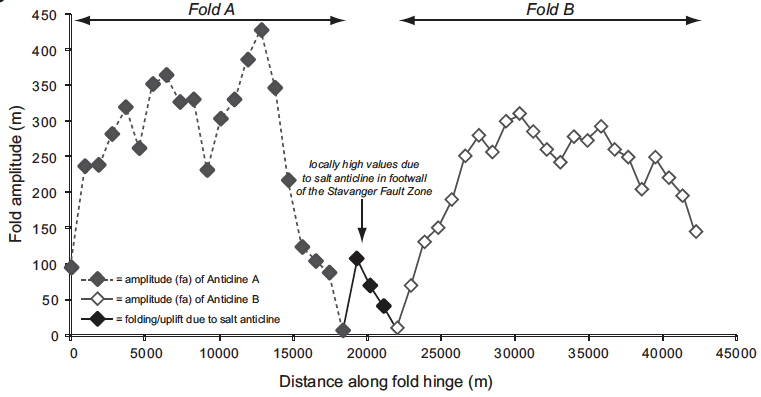 Fold A
Fold B
450
400
350
300
250
200
150
100
50
0
Fold amplitude (m)
locally high values due
to salt anticline in footwall
of the Stavanger Fault Zone
= amplitude (fa) of Anticline A
= amplitude (fa) of Anticline B
= folding/uplift due to salt anticline
0
5000
10000
15000
20000
25000
30000
35000
40000
45000
Distance along fold hinge (m)